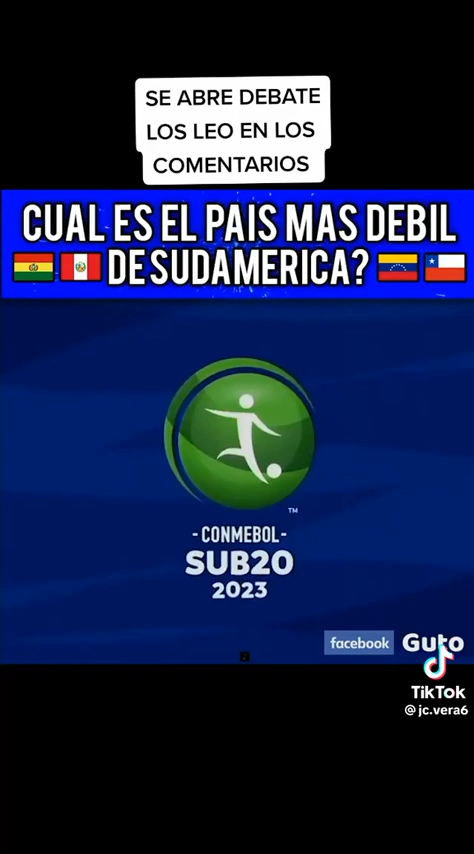 SE ABRE DEBATE
LOS LEO EN LOS
COMENTARIOS
CUAL ES EL PAIS MAS DEBIL
DE SUDAMERICA?
TM
- CONMEBOL -
SUB20
2023
facebook Guto
TikTok
@jc.vera6